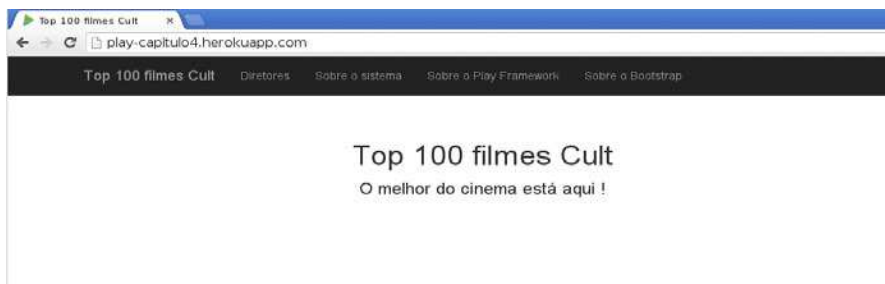 Top 100 filmes Cult
play-capitulo4.herokuapp.com
Top 100 filmes Cult Diretores Sobre o sistema Sobre o Play Framework Sobre o Bootstrap
Top 100 filmes Cult
O melhor do cinema está aqui !